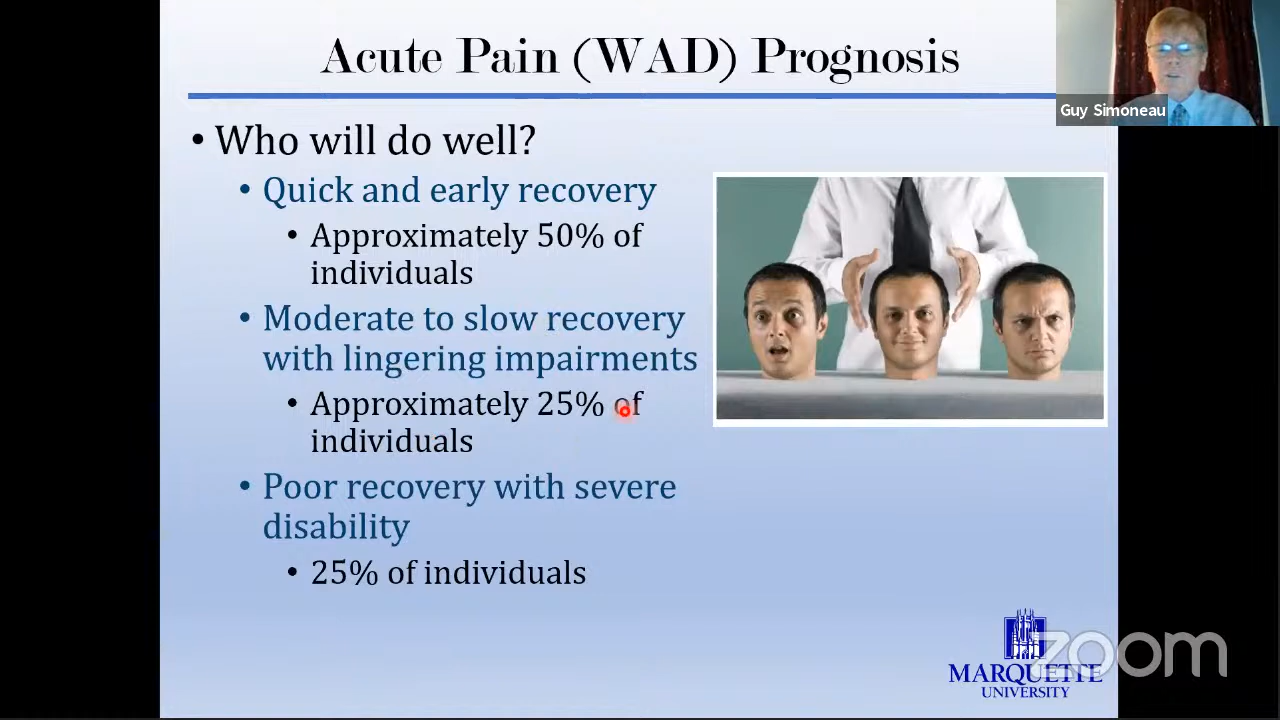 Acute Pain (WAD) Prognosis
Guy Simoneau
• Who will do well?
• Quick and early recovery
• Approximately 50% of
individuals
• Moderate to slow recovery
with lingering impairments
• Approximately 25% of
individuals
• Poor recovery with severe
disability
• 25% of individuals
zoom
MARQUETTE
UNIVERSITY